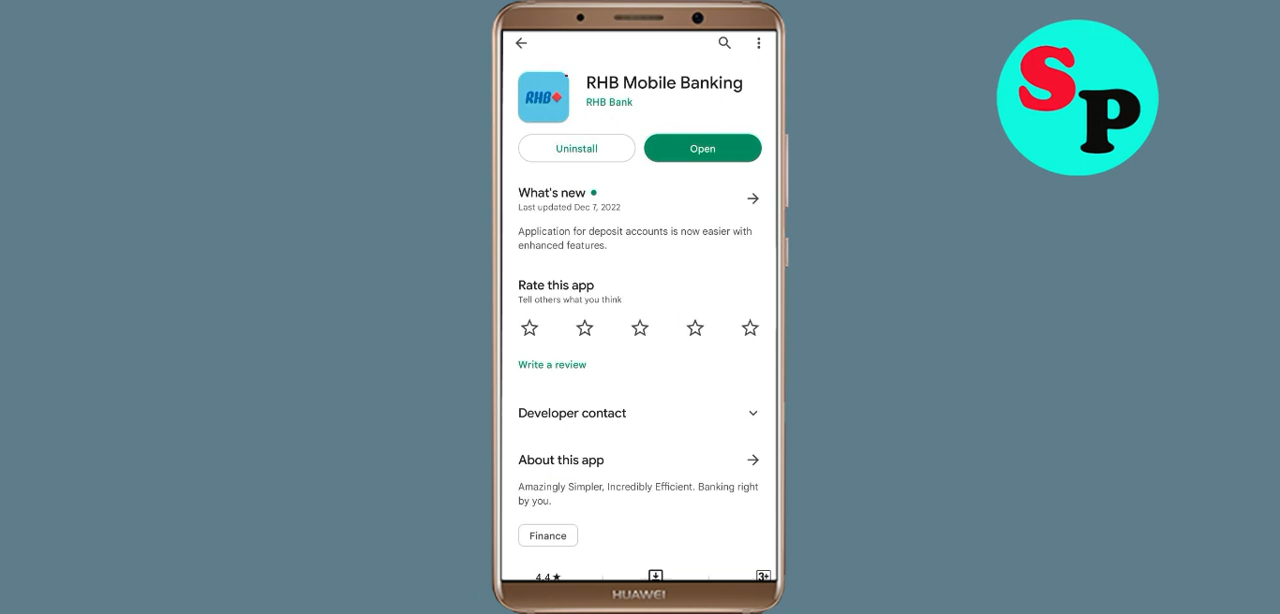 RHB Mobile Banking
RHB
RHB Bank
Uninstall
Open
What's new
Last updated Dec 7, 2022
Application for deposit accounts is now easier with
enhanced features.
Rate this app
Tell others what you think
Write a review
Developer contact
About this app
Amazingly Simpler, Incredibly Efficient. Banking right
by you.
Finance
4.4★
3+
HUAWEI
SP